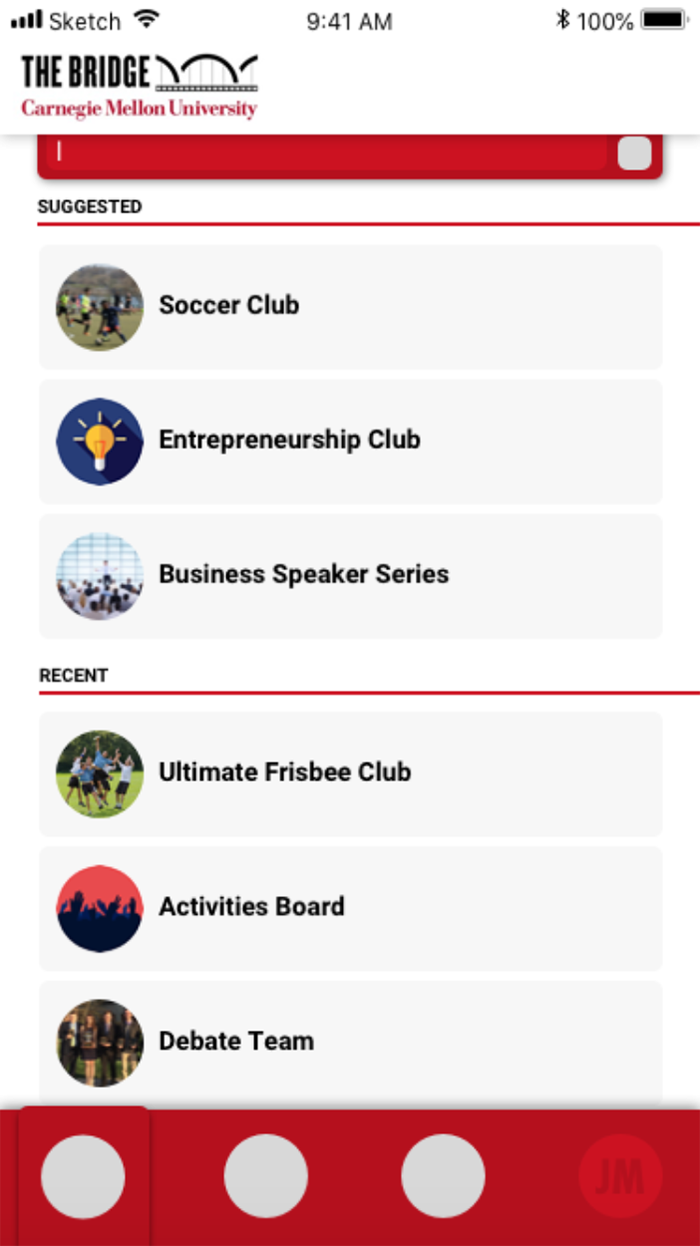 Sketch 9:41 AM 100%
THE BRIDGE
Carnegie Mellon University
SUGGESTED
Soccer Club
Entrepreneurship Club
Business Speaker Series
RECENT
Ultimate Frisbee Club
Activities Board
Debate Team
JM